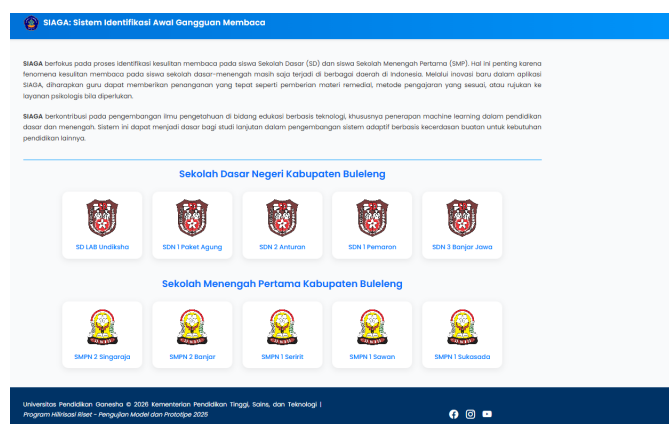 SIAGA: Sistem Identifikasi Awal Gangguan Membaca
SIAGA berfokus pada proses identifikasi kesulitan membaca pada siswa Sekolah Dasar (SD) dan siswa Sekolah Menengah Pertama (SMP). Hal ini penting karena
fenomena kesulitan membaca pada siswa sekolah dasar-menengah masih saja terjadi di berbagai daerah di Indonesia. Melalui inovasi baru dalam aplikasi
SIAGA, diharapkan guru dapat memberikan penanganan yang tepat seperti pemberian materi remedial, metode pengajaran yang sesuai, atau rujukan ke
layanan psikologis bila diperlukan.
SIAGA berkontribusi pada pengembangan ilmu pengetahuan di bidang edukasi berbasis teknologi, khususnya penerapan machine learning dalam pendidikan
dasar dan menengah. Sistem ini dapat menjadi dasar bagi studi lanjutan dalam pengembangan sistem adaptif berbasis kecerdasan buatan untuk kebutuhan
pendidikan lainnya.
Sekolah Dasar Negeri Kabupaten Buleleng
SD LAB Undiksha
SDN 1 Paket Agung
SDN 2 Anturan
SDN 1 Pemaron
SDN 3 Banjar Jawa
Sekolah Menengah Pertama Kabupaten Buleleng
SMPN 2 Singaraja
SMPN 2 Banjar
SMPN 1 Seririt
SMPN 1 Sawan
SMPN 1 Sukasada
Universitas Pendidikan Ganesha © 2026 Kementerian Pendidikan Tinggi, Sains, dan Teknologi |
Program Hilirisasi Riset – Pengujian Model dan Prototipe 2025